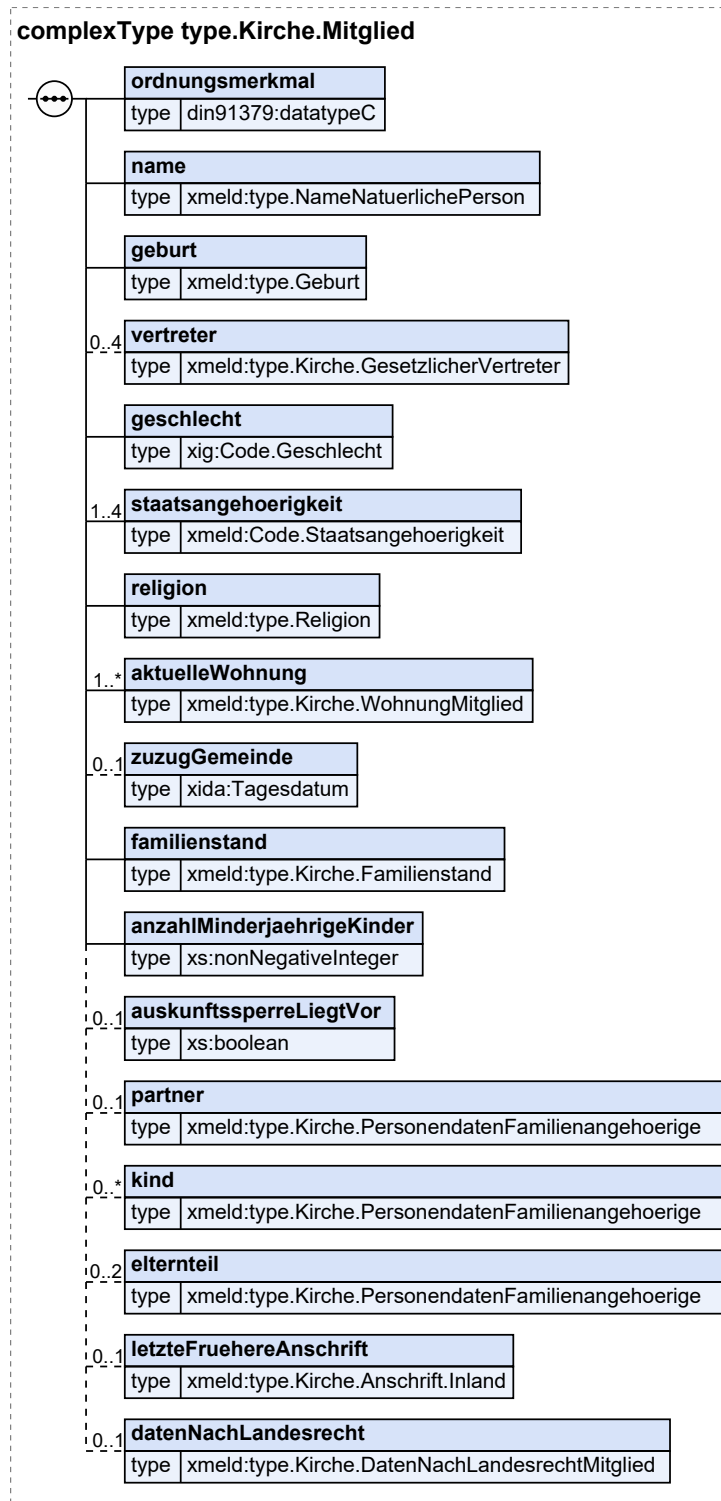 complexType type.Kirche.Mitglied
ordnungsmerkmal
type din91379:datatypeC
name
type xmeld:type.NameNatuerlichePerson
geburt
type xmeld:type.Geburt
0..4 vertreter
type xmeld:type.Kirche.GesetzlicherVertreter
geschlecht
type xig:Code.Geschlecht
1..4 staatsangehoerigkeit
type xmeld:Code.Staatsangehoerigkeit
religion
type xmeld:type.Religion
1..* aktuelleWohnung
type xmeld:type.Kirche.WohnungMitglied
0..1 zuzugGemeinde
type xida:Tagesdatum
familienstand
type xmeld:type.Kirche.Familienstand
anzahlMinderjaehrigeKinder
type xs:nonNegativeInteger
0..1 auskunftssperreLiegtVor
type xs:boolean
0..1 partner
type xmeld:type.Kirche.PersonendatenFamilienangehoerige
0..* kind
type xmeld:type.Kirche.PersonendatenFamilienangehoerige
0..2 elternteil
type xmeld:type.Kirche.PersonendatenFamilienangehoerige
0..1 letzteFruehereAnschrift
type xmeld:type.Kirche.Anschrift.Inland
0..1 datenNachLandesrecht
type xmeld:type.Kirche.DatenNachLandesrechtMitglied